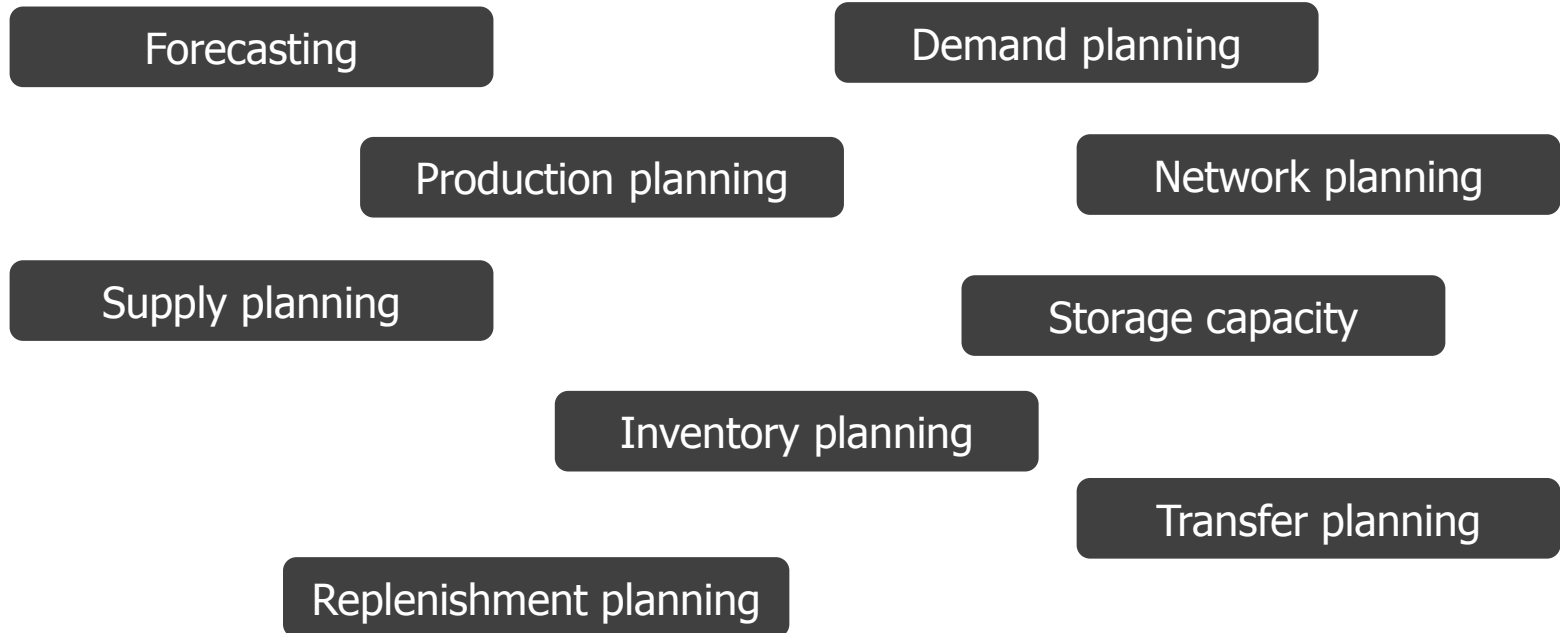 Forecasting
Demand planning
Production planning
Network planning
Supply planning
Storage capacity
Inventory planning
Transfer planning
Replenishment planning